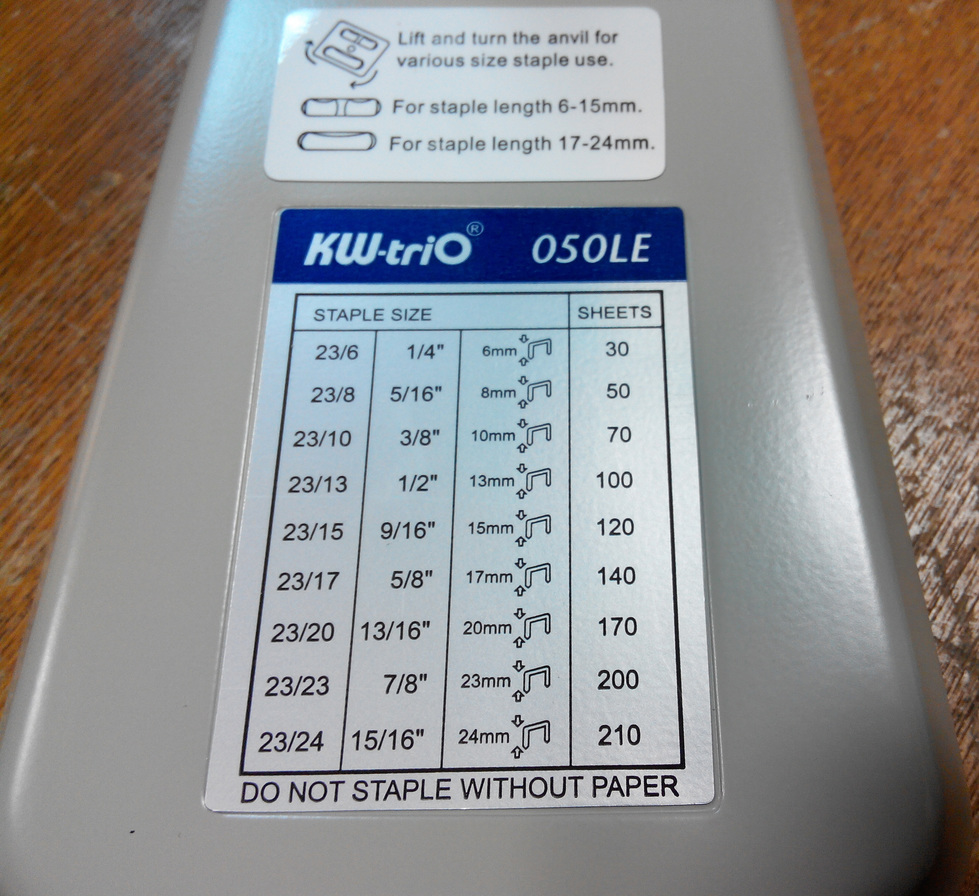 Lift and turn the anvil for
various size staple use.
For staple length 6-15mm.
For staple length 17-24mm.
KW-triO® 050LE
STAPLE SIZE SHEETS
23/6 1/4" 6mm 30
23/8 5/16" 8mm 50
23/10 3/8" 10mm 70
23/13 1/2" 13mm 100
23/15 9/16" 15mm 120
23/17 5/8" 17mm 140
23/20 13/16" 20mm 170
23/23 7/8" 23mm 200
23/24 15/16" 24mm 210
DO NOT STAPLE WITHOUT PAPER